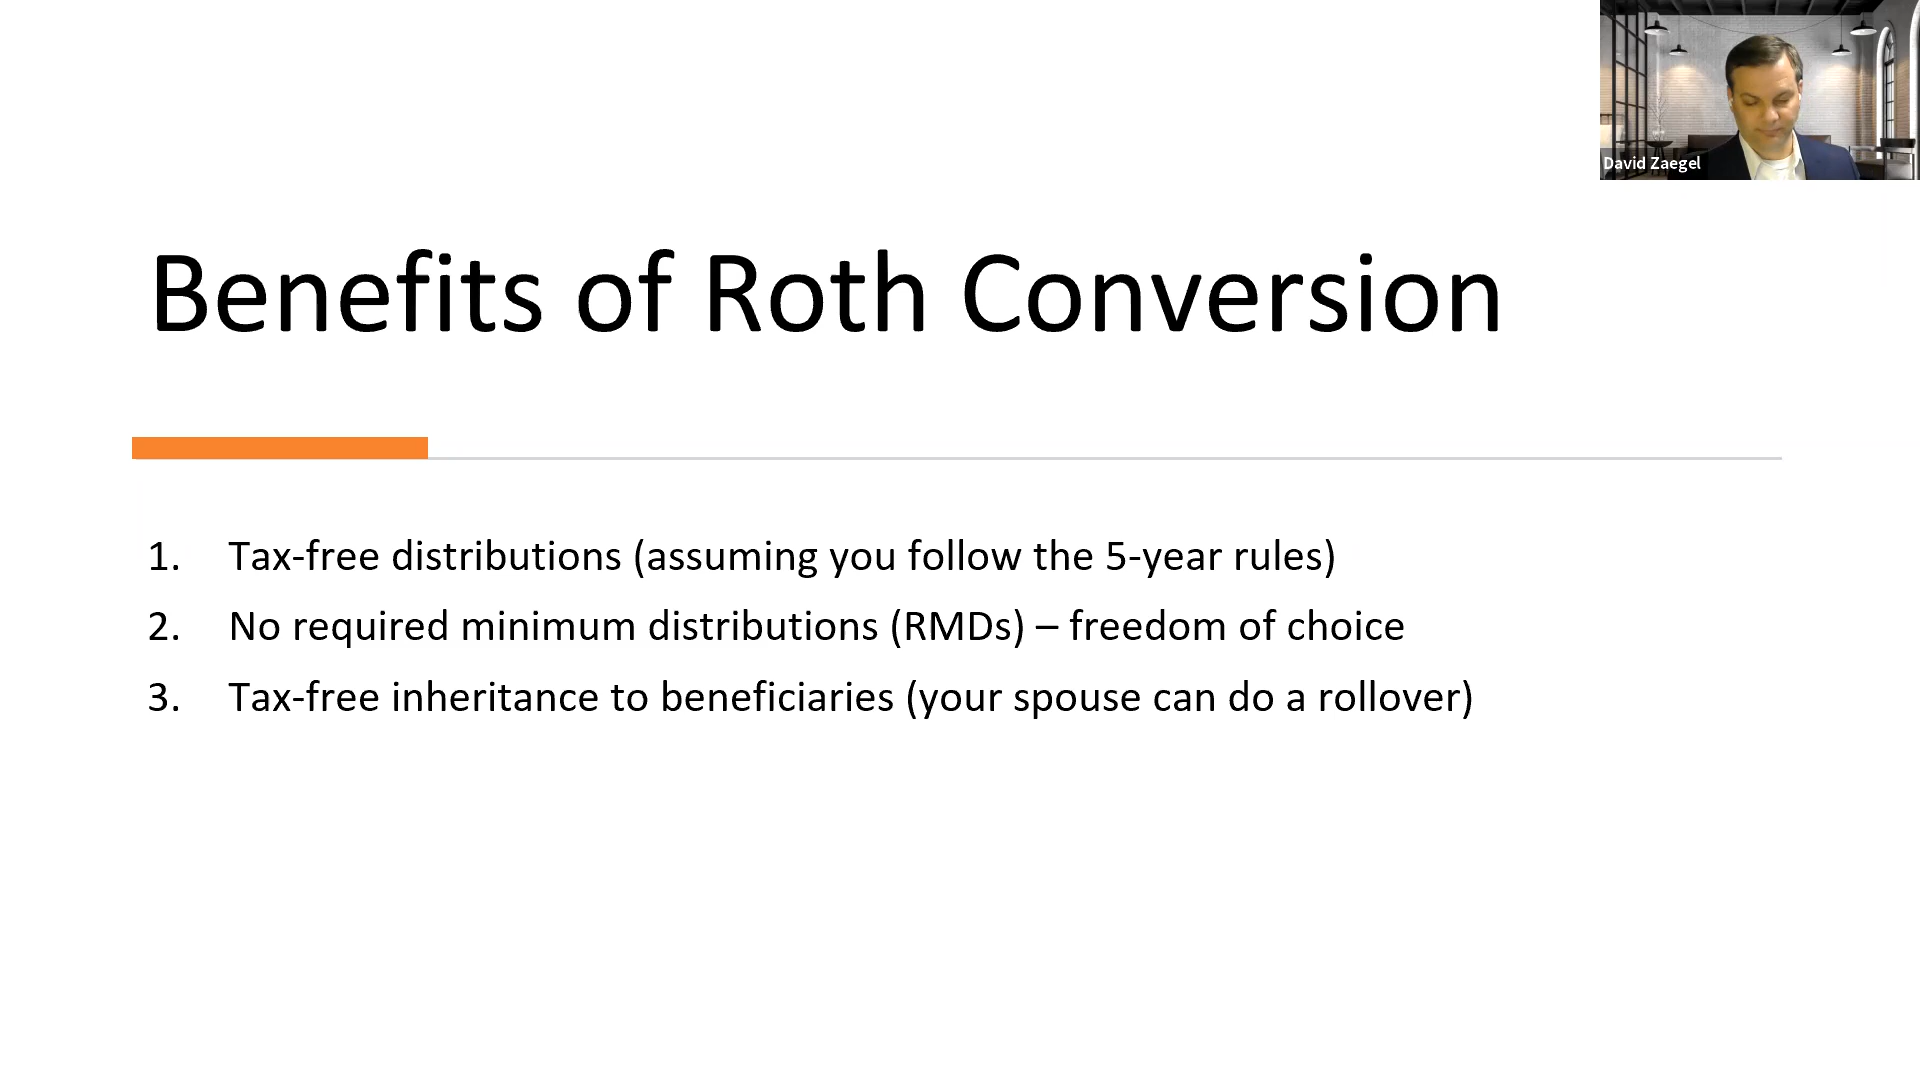 David Zaegel
Benefits of Roth Conversion
1. Tax-free distributions (assuming you follow the 5-year rules)
2. No required minimum distributions (RMDs) – freedom of choice
3. Tax-free inheritance to beneficiaries (your spouse can do a rollover)